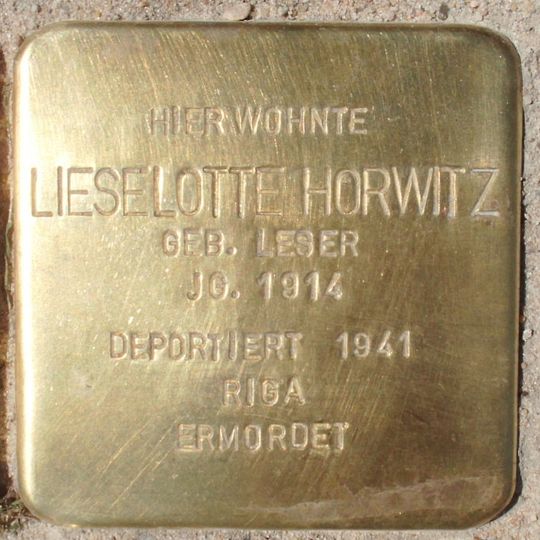 HIER WOHNTE
LIESELOTTE HORWITZ
GEB. LESER
JG. 1914
DEPORTIERT 1941
RIGA
ERMORDET